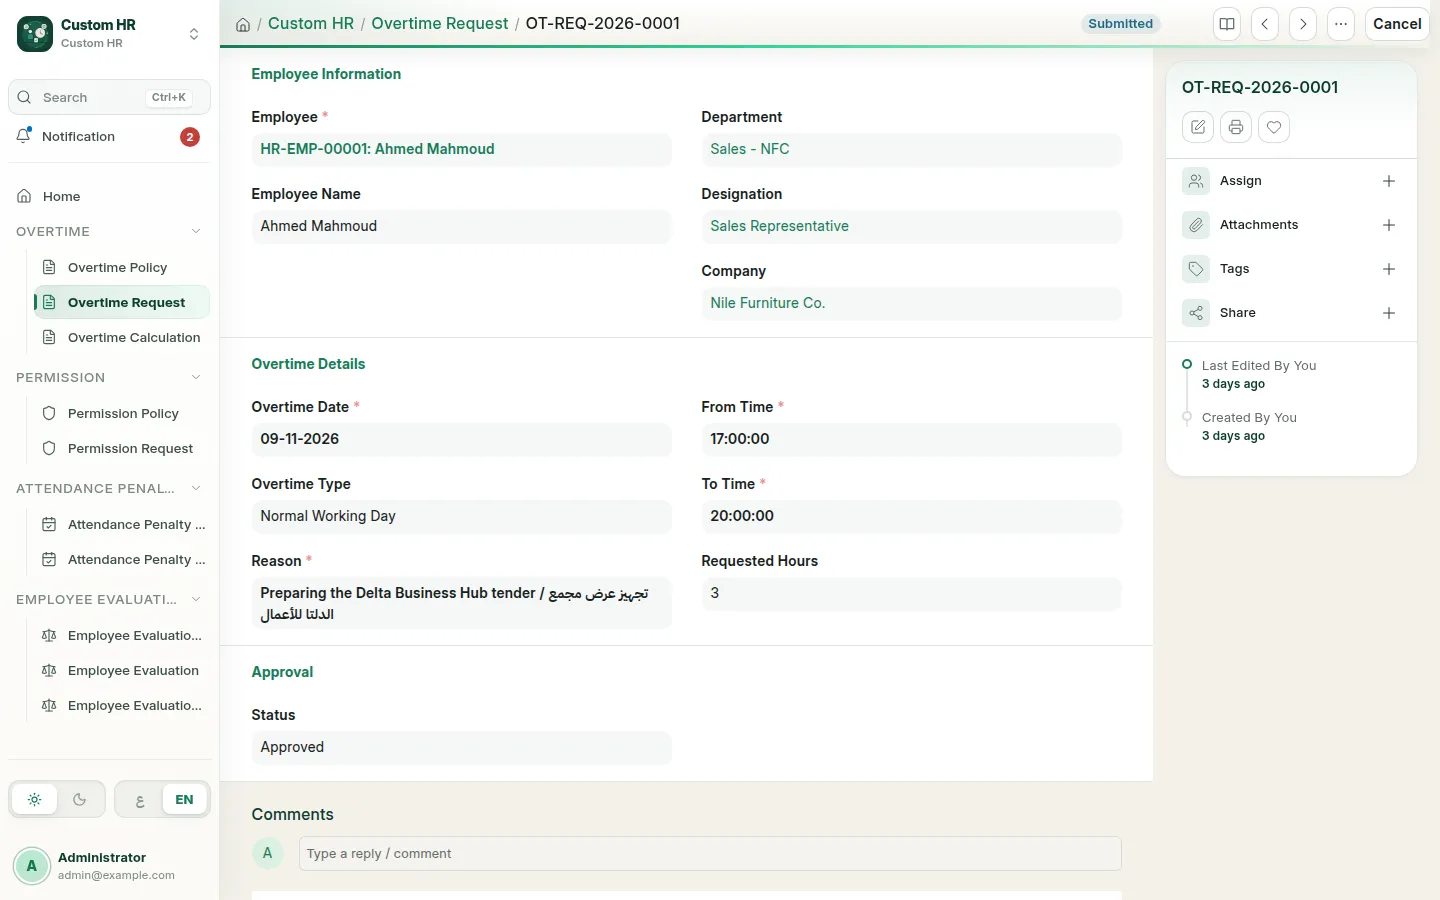 Custom HR
Custom HR
Search
Ctrl+K
Notification
2
Home
OVERTIME
Overtime Policy
Overtime Request
Overtime Calculation
PERMISSION
Permission Policy
Permission Request
ATTENDANCE PENAL...
Attendance Penalty ...
Attendance Penalty ...
EMPLOYEE EVALUATI...
Employee Evaluatio...
Employee Evaluation
Employee Evaluatio...
ع
EN
A
Administrator
admin@example.com
/ Custom HR / Overtime Request / OT-REQ-2026-0001
Submitted
Cancel
Employee Information
Employee *
HR-EMP-00001: Ahmed Mahmoud
Employee Name
Ahmed Mahmoud
Department
Sales - NFC
Designation
Sales Representative
Company
Nile Furniture Co.
Overtime Details
Overtime Date *
09-11-2026
Overtime Type
Normal Working Day
Reason *
Preparing the Delta Business Hub tender / تجهيز عرض مجمع
الدلتا للأعمال
From Time *
17:00:00
To Time *
20:00:00
Requested Hours
3
Approval
Status
Approved
Comments
A
Type a reply / comment
OT-REQ-2026-0001
Assign
Attachments
Tags
Share
Last Edited By You
3 days ago
Created By You
3 days ago